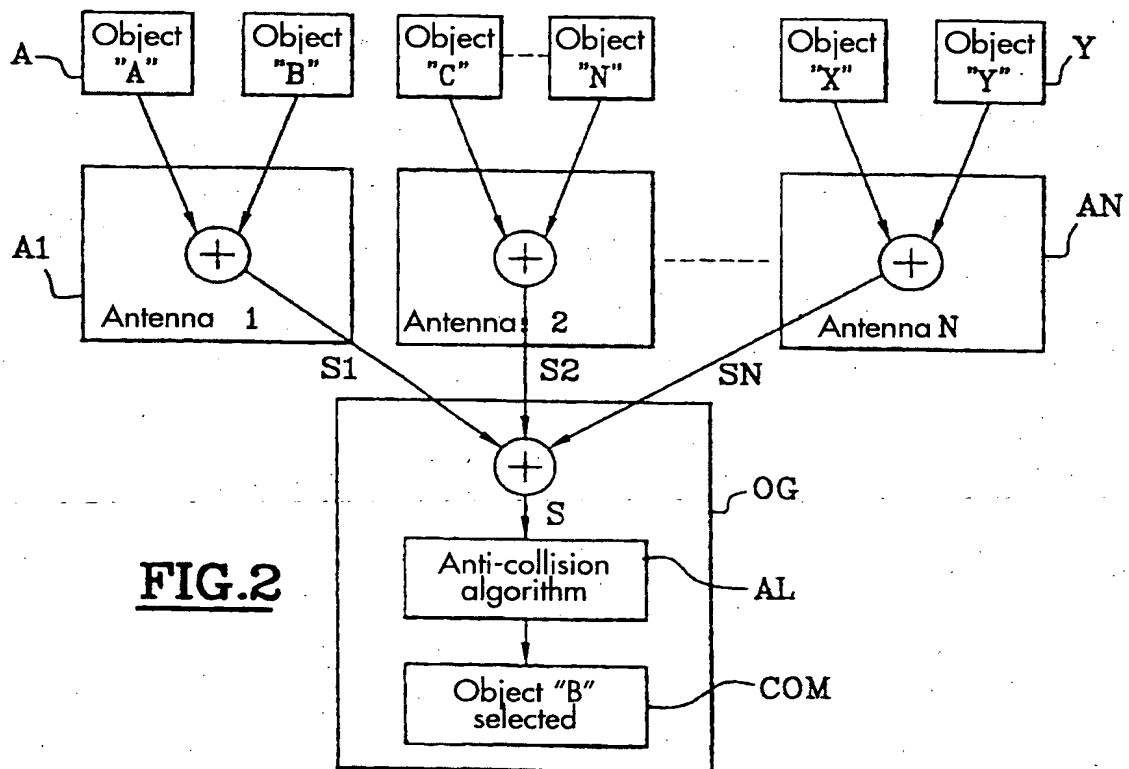 A
Object
"A"
Object
"B"
Object
"C"
Object
"N"
Object
"X"
Object
"Y"
Y
A1
Antenna 1
Antenna 2
Antenna N
AN
S1
S2
SN
OG
S
FIG.2
Anti-collision
algorithm
AL
Object "B"
selected
COM